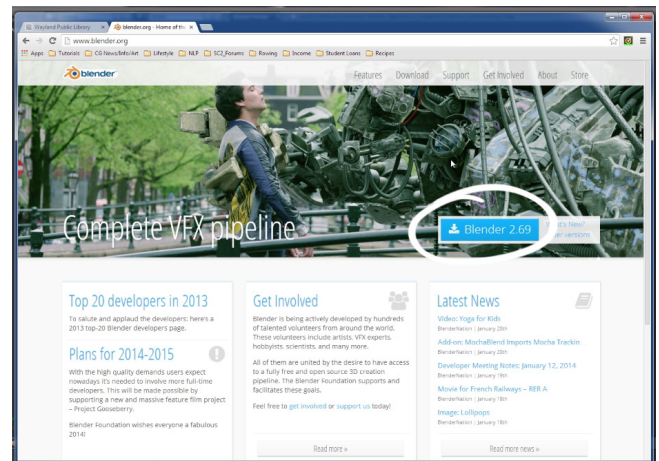 Wayland Public Library
blender.org - Home of the
www.blender.org
Apps Tutorials CG News/Info/Art Lifestyle NLP SC2_Forums Rowing Income Student Loans Recipes
blender
Features Download Support Get Involved About Store
Complete VFX pipeline
Blender 2.69
New?
versions
Top 20 developers in 2013
To salute and applaud the developers: here's a
2013 top-20 Blender developers page.
Plans for 2014-2015
With the high quality demands users expect
nowadays it's needed to involve more full-time
developers. This will be made possible by
supporting a new and massive feature film project
– Project Gooseberry.
Blender Foundation wishes everyone a fabulous
2014!
Get Involved
Blender is being actively developed by hundreds
of talented volunteers from around the world.
These volunteers include artists, VFX experts,
hobbyists, scientists, and many more.
All of them are united by the desire to have access
to a fully free and open source 3D creation
pipeline. The Blender Foundation supports and
facilitates these goals.
Feel free to get involved or support us today!
Read more »
Latest News
Video: Yoga for Kids
BlenderNation | January 20th
Add-on: MochaBlend Imports Mocha Trackin
BlenderNation | January 20th
Developer Meeting Notes: January 12, 2014
BlenderNation | January 19th
Movie for French Railways – RER A
BlenderNation | January 19th
Image: Lollipops
BlenderNation | January 19th
Read more news »